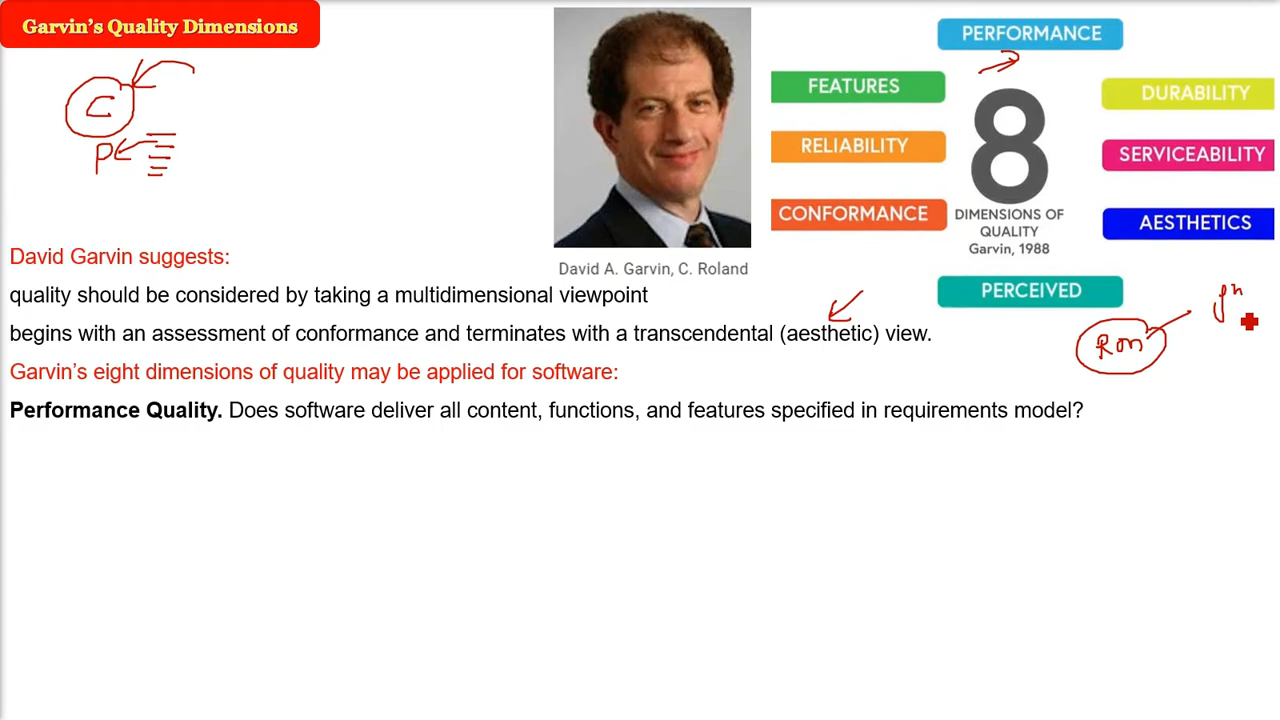 Garvin's Quality Dimensions
C
P
David A. Garvin, C. Roland
PERFORMANCE
FEATURES
DURABILITY
RELIABILITY
SERVICEABILITY
CONFORMANCE
AESTHETICS
8
DIMENSIONS OF
QUALITY
Garvin, 1988
PERCEIVED
David Garvin suggests:
quality should be considered by taking a multidimensional viewpoint
begins with an assessment of conformance and terminates with a transcendental (aesthetic) view.
Garvin's eight dimensions of quality may be applied for software:
Performance Quality. Does software deliver all content, functions, and features specified in requirements model?